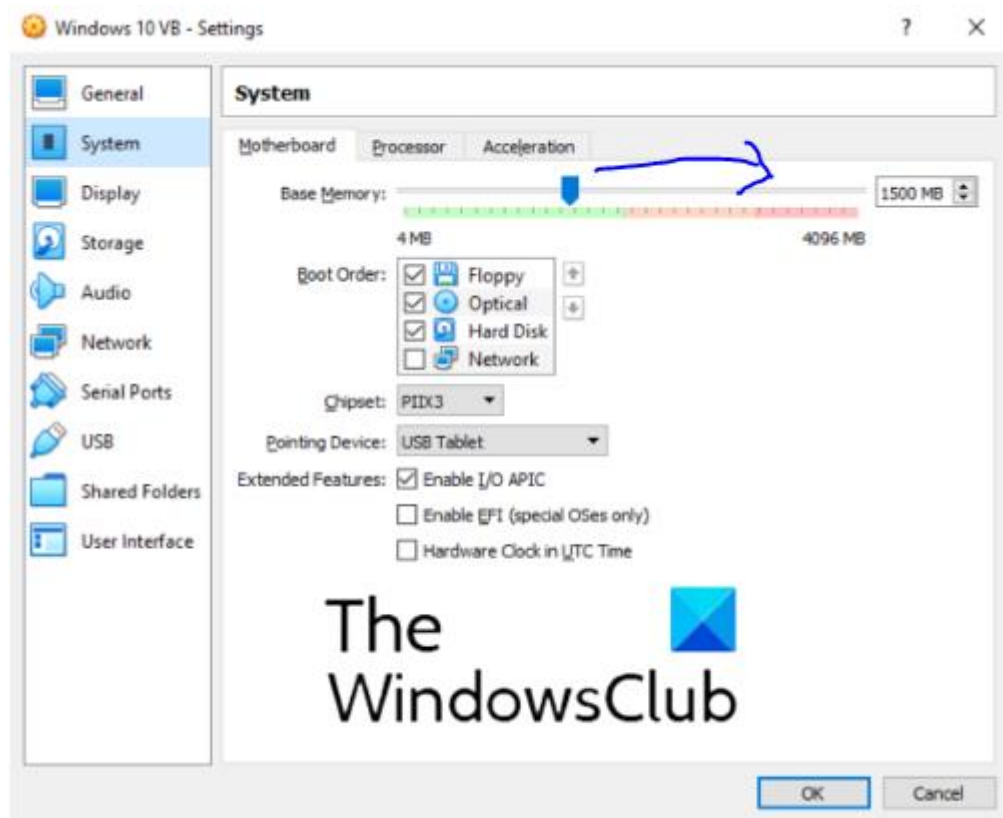 Windows 10 VB - Settings
?
General
System
Display
Storage
Audio
Network
Serial Ports
USB
Shared Folders
User Interface
System
Motherboard Processor Acceleration
Base Memory: 1500 MB
4 MB 4096 MB
Boot Order: Floppy
Optical
Hard Disk
Network
Chipset: PIIX3
Pointing Device: USB Tablet
Extended Features: Enable I/O APIC
Enable EFI (special OSes only)
Hardware Clock in UTC Time
The
WindowsClub
OK Cancel